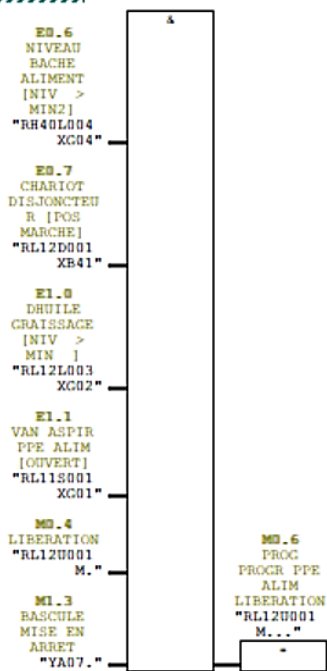 &
E0.6
NIVEAU
BACHE
ALIMENT
[NIV >
MIN2]
"RH40L004
XG04"
E0.7
CHARIOT
DISJONCTEU
R [POS
MARCHE]
"RL12D001
XB41"
E1.0
DHUILE
GRAISSAGE
[NIV >
MIN ]
"RL12L003
XG02"
E1.1
VAN ASPIR
PPE ALIM
[OUVERT]
"RL11S001
XG01"
M0.4
LIBERATION
"RL12U001
M."
M1.3
BASCULE
MISE EN
ARRET
"YA07."
M0.6
PROG
PROGR PPE
ALIM
LIBERATION
"RL12U001
M..."
=